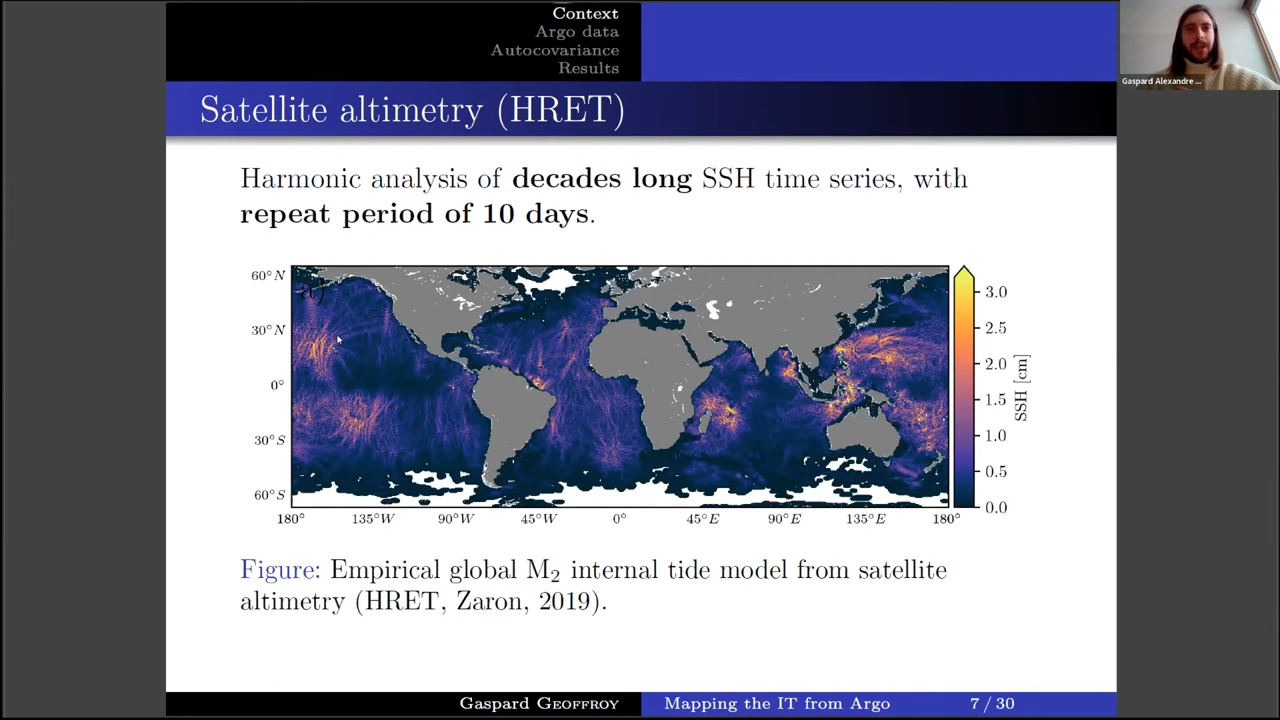 Context
Argo data
Autocovariance
Results
Gaspard Alexandre ...
Satellite altimetry (HRET)
Harmonic analysis of decades long SSH time series, with
repeat period of 10 days.
60°N
30°N
0°
30°S
60°S
180° 135°W 90°W 45°W 0° 45°E 90°E 135°E 180°
3.0
2.5
2.0
1.5
1.0
0.5
0.0
SSH [cm]
Figure: Empirical global M₂ internal tide model from satellite
altimetry (HRET, Zaron, 2019).
Gaspard Geoffroy Mapping the IT from Argo 7 / 30